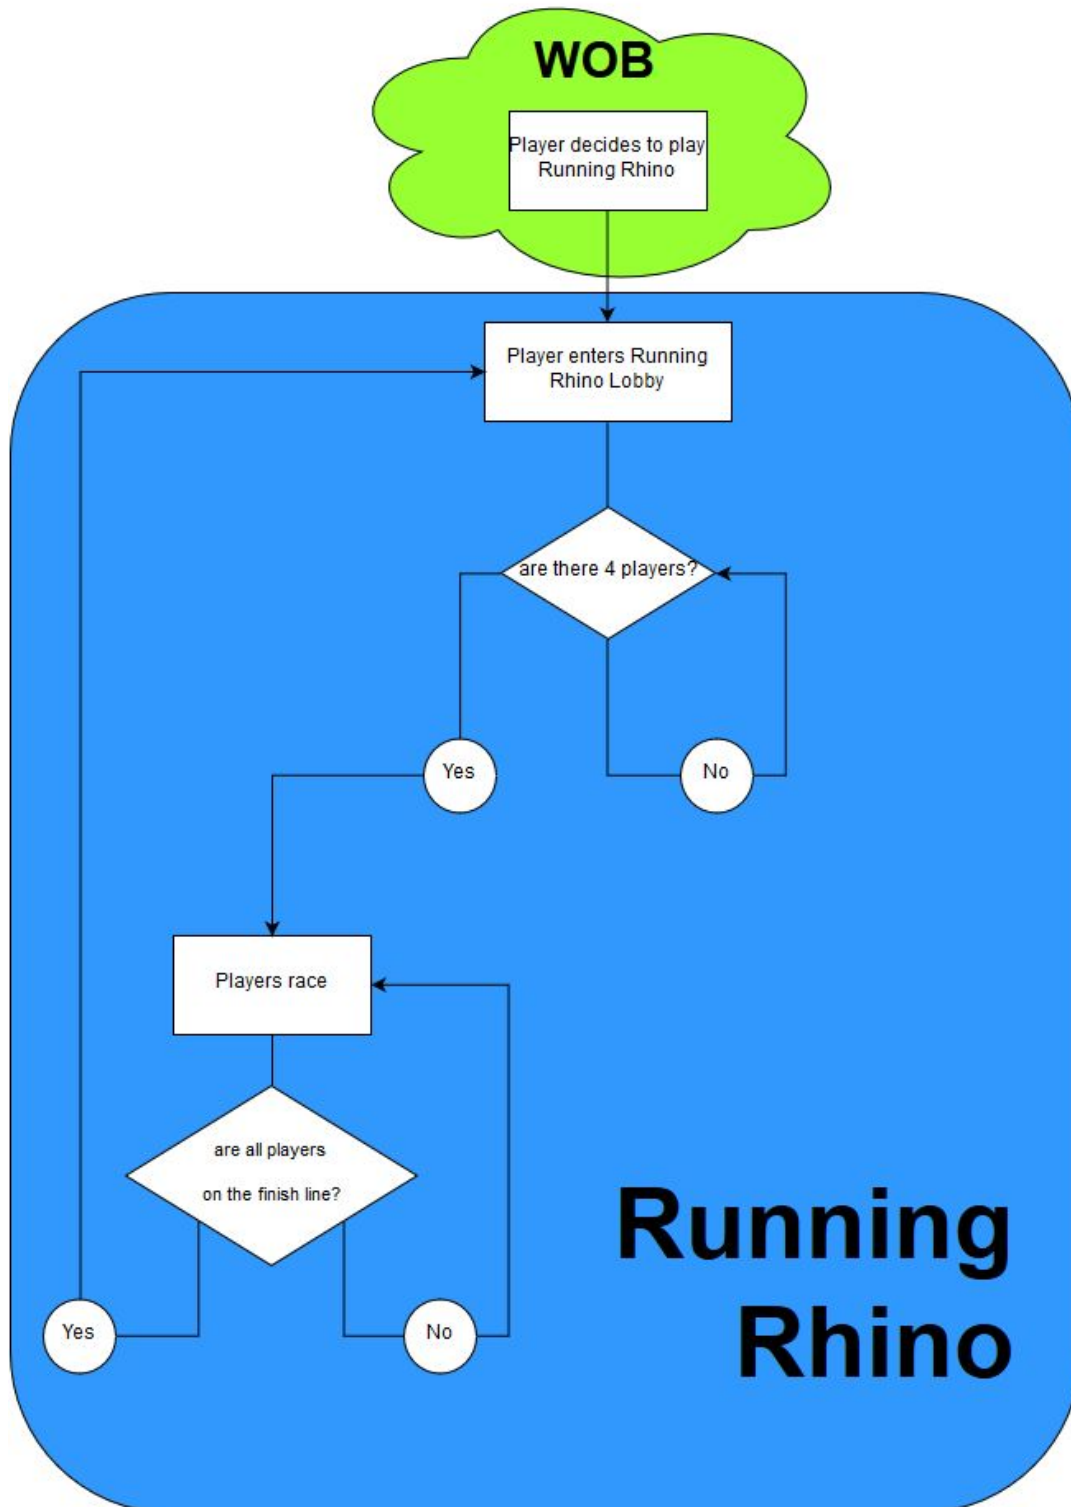 WOB
Player decides to play
Running Rhino
Player enters Running
Rhino Lobby
are there 4 players?
Yes
No
Players race
are all players
on the finish line?
Yes
No
Running
Rhino